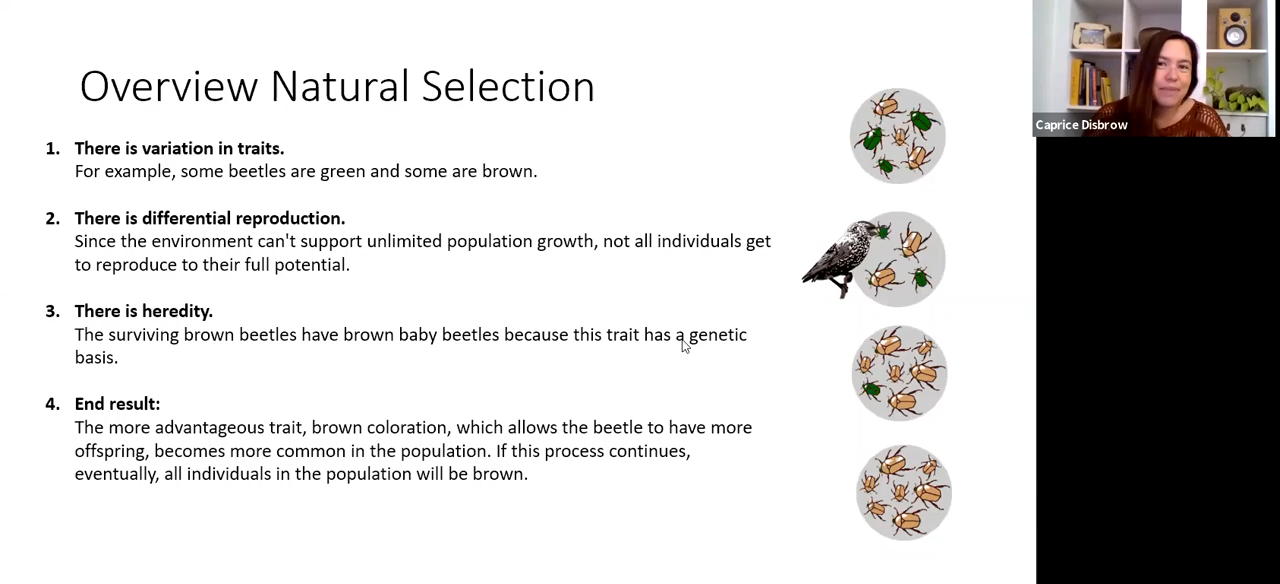 Overview Natural Selection
1. There is variation in traits.
For example, some beetles are green and some are brown.
2. There is differential reproduction.
Since the environment can't support unlimited population growth, not all individuals get
to reproduce to their full potential.
3. There is heredity.
The surviving brown beetles have brown baby beetles because this trait has a genetic
basis.
4. End result:
The more advantageous trait, brown coloration, which allows the beetle to have more
offspring, becomes more common in the population. If this process continues,
eventually, all individuals in the population will be brown.
Caprice Disbrow